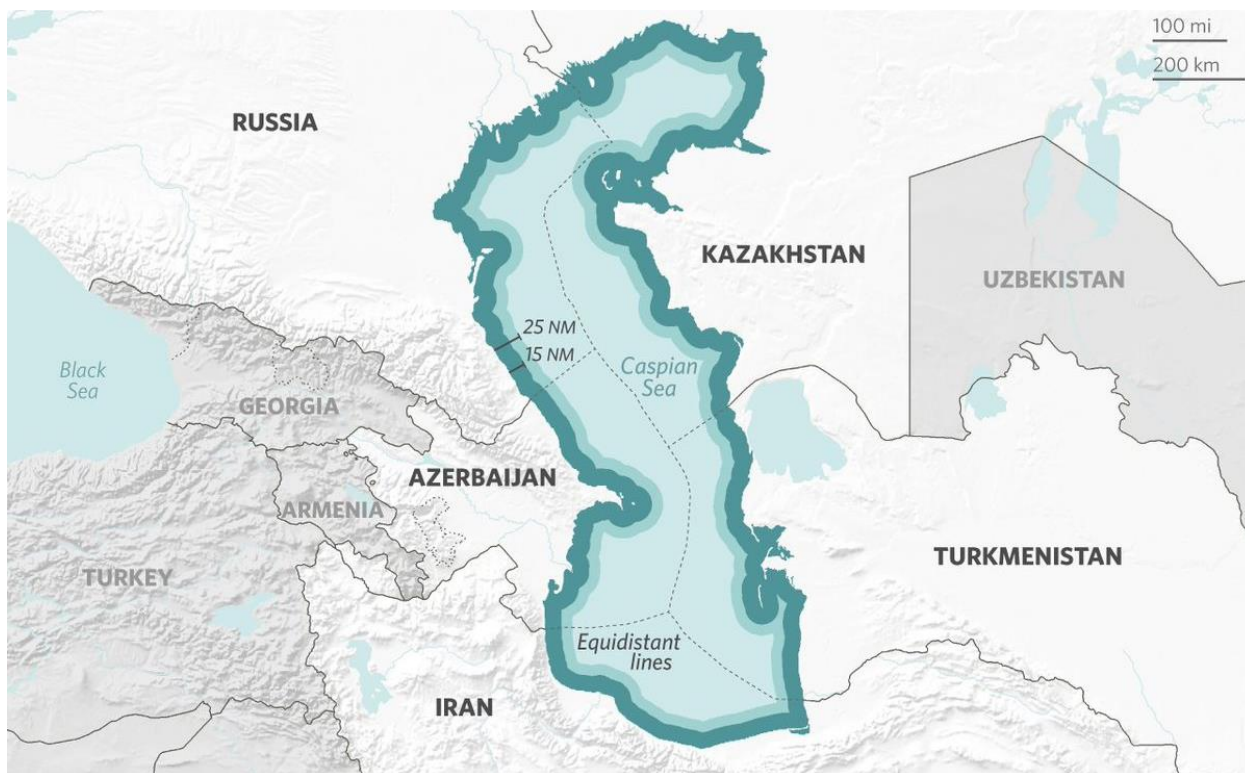 100 mi
200 km
RUSSIA
KAZAKHSTAN
UZBEKISTAN
25 NM
15 NM
Caspian
Sea
Black
Sea
GEORGIA
AZERBAIJAN
ARMENIA
TURKEY
TURKMENISTAN
Equidistant
lines
IRAN